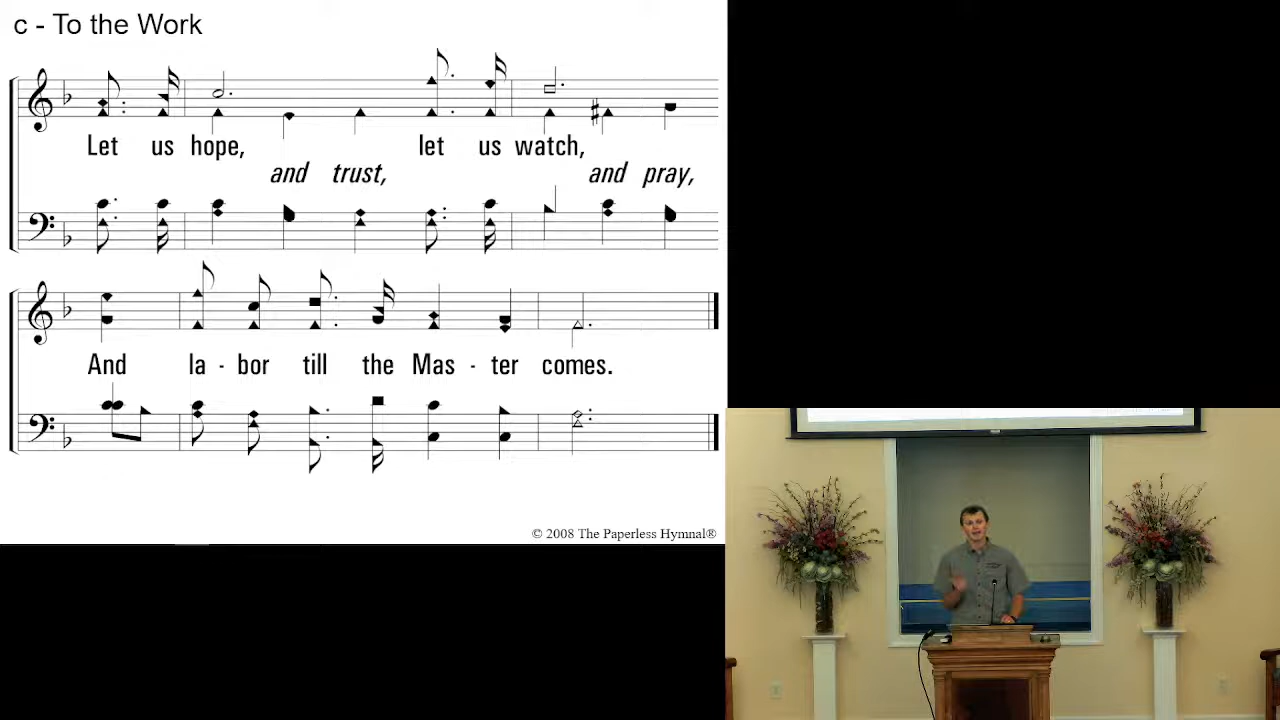 c - To the Work
Let us hope, let us watch,
and trust, and pray,
And la - bor till the Mas - ter comes.
© 2008 The Paperless Hymnal®